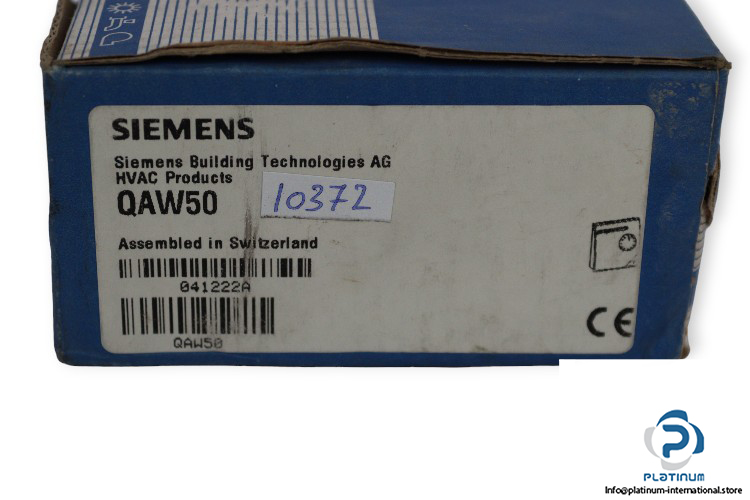 SIEMENS
Siemens Building Technologies AG
HVAC Products
QAW50
10372
Assembled in Switzerland
041222A
QAW50
CE
PLATINUM
Info@platinum-international.store